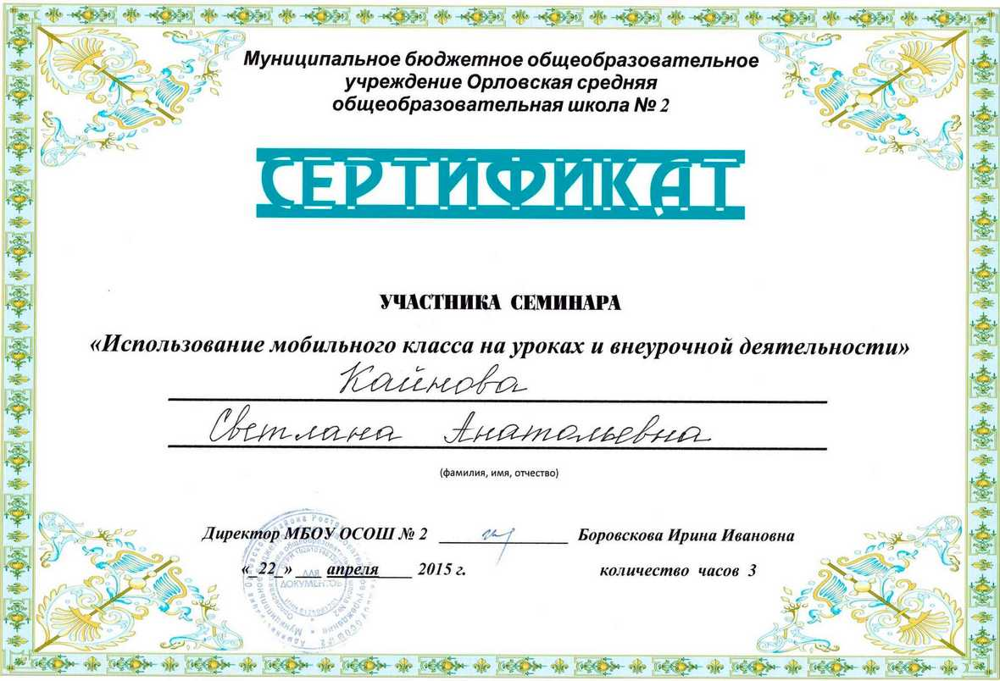 Муниципальное бюджетное общеобразовательное
учреждение Орловская средняя
общеобразовательная школа № 2
СЕРТИФИКАТ
УЧАСТНИКА СЕМИНАРА
«Использование мобильного класса на уроках и внеурочной деятельности»
Кайнова
Светлана Анатольевна
(фамилия, имя, отчество)
Директор МБОУ ОСОШ № 2 Боровскова Ирина Ивановна
«_22_» ___ апреля____ 2015 г. количество часов 3
ДЛЯ
ДОКУМЕНТОВ